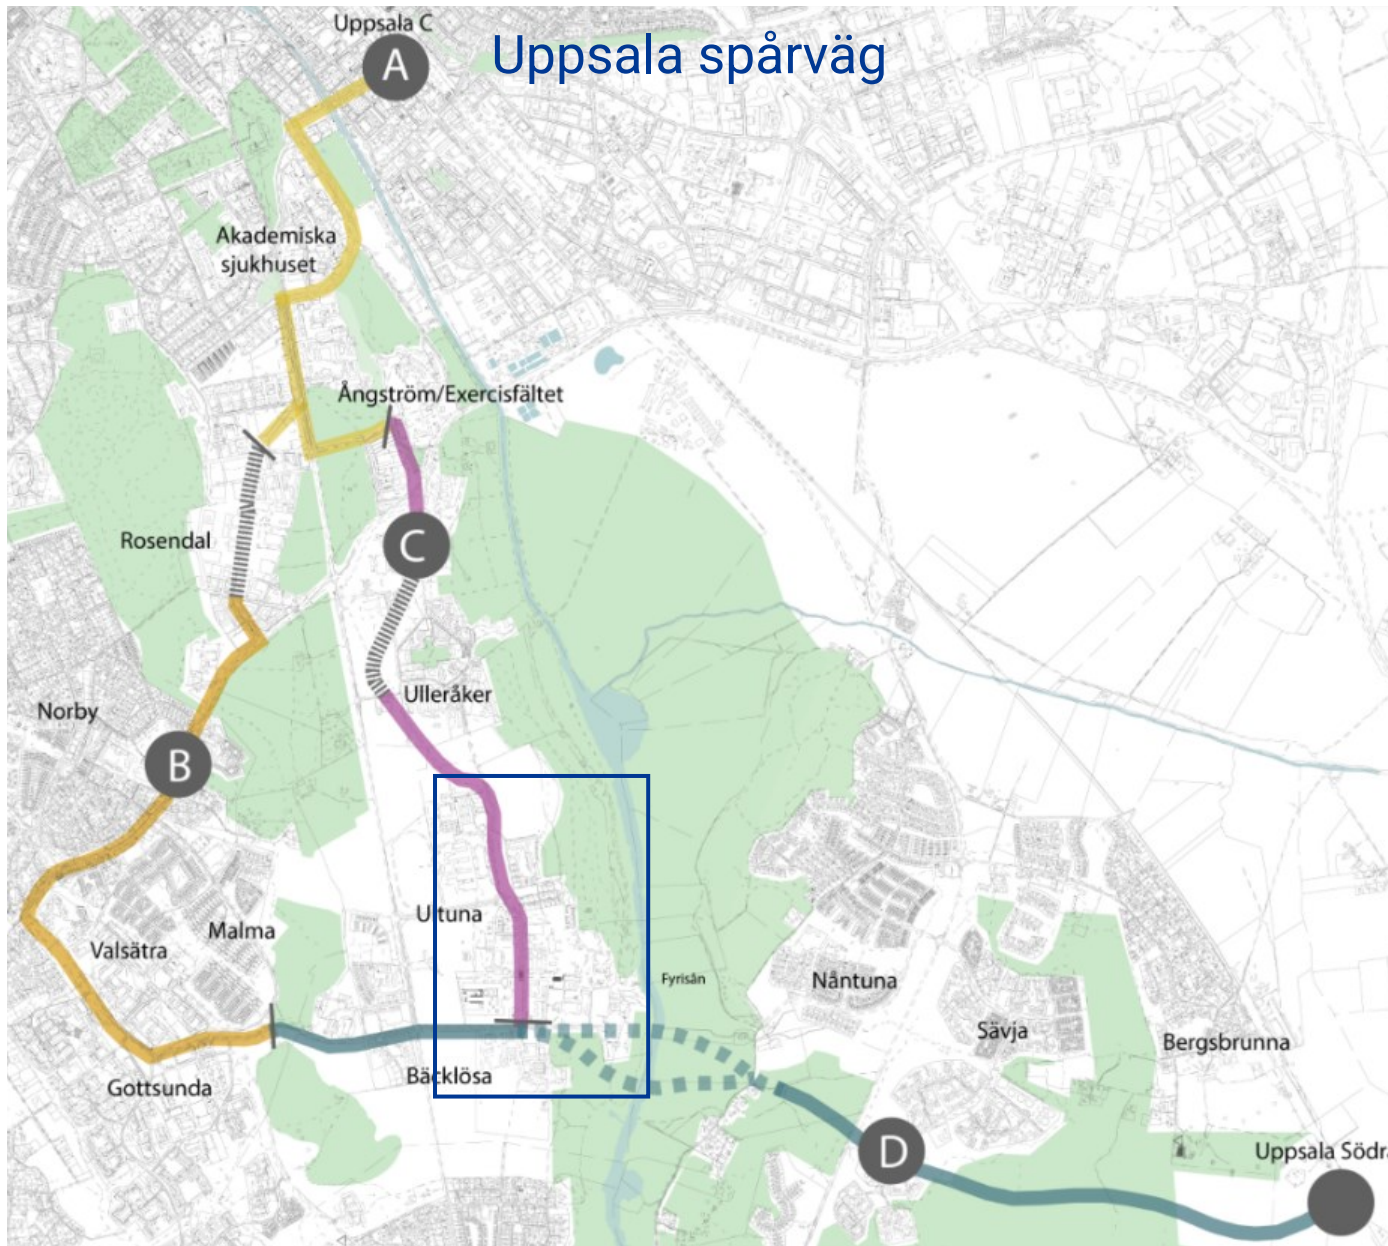 Uppsala C
Uppsala spårväg
A
Akademiska
sjukhuset
Ångström/Exercisfältet
Rosendal
C
Ulleråker
Norby
B
Ultuna
Malma
Valsätra
Fyrisån
Nåntuna
Sävja
Bergsbrunna
Bäcklösa
Gottsunda
D
Uppsala Södra